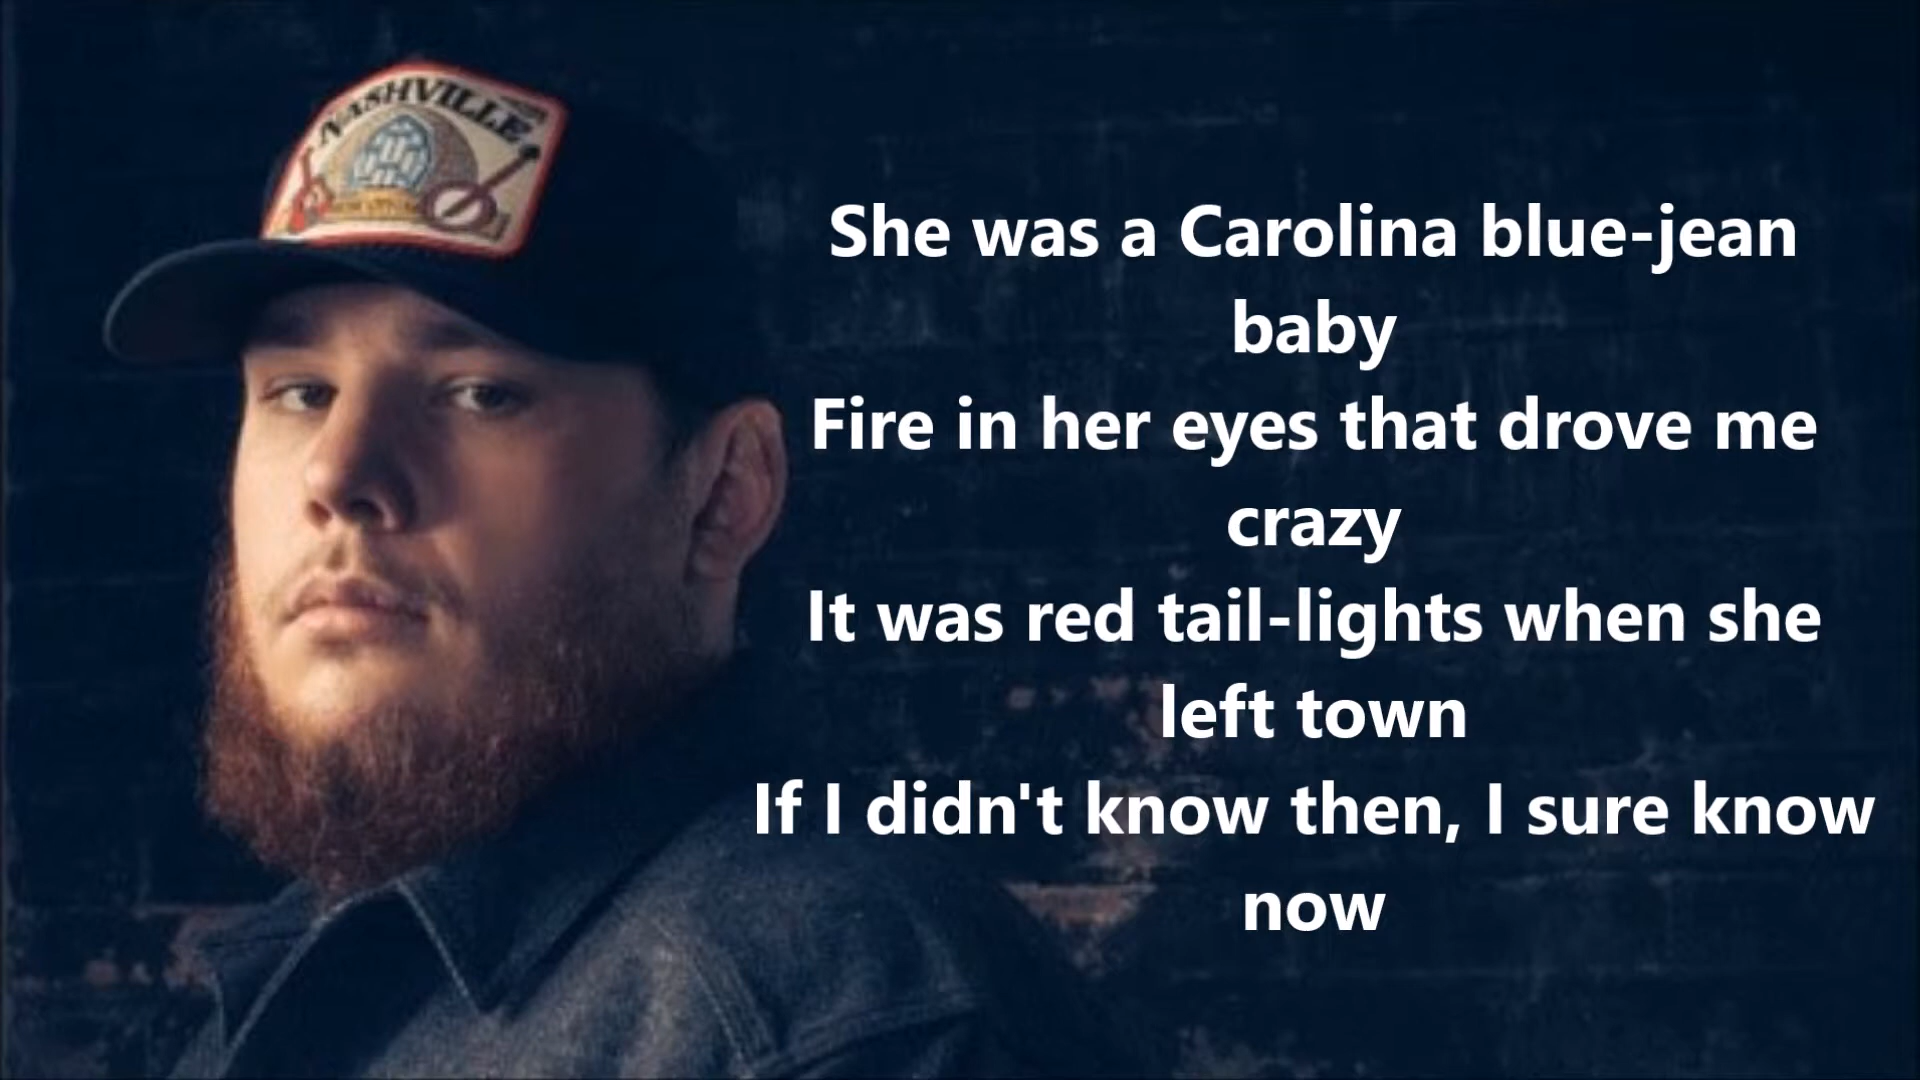 NASHVILLE
She was a Carolina blue-jean
baby
Fire in her eyes that drove me
crazy
It was red tail-lights when she
left town
If I didn't know then, I sure know
now